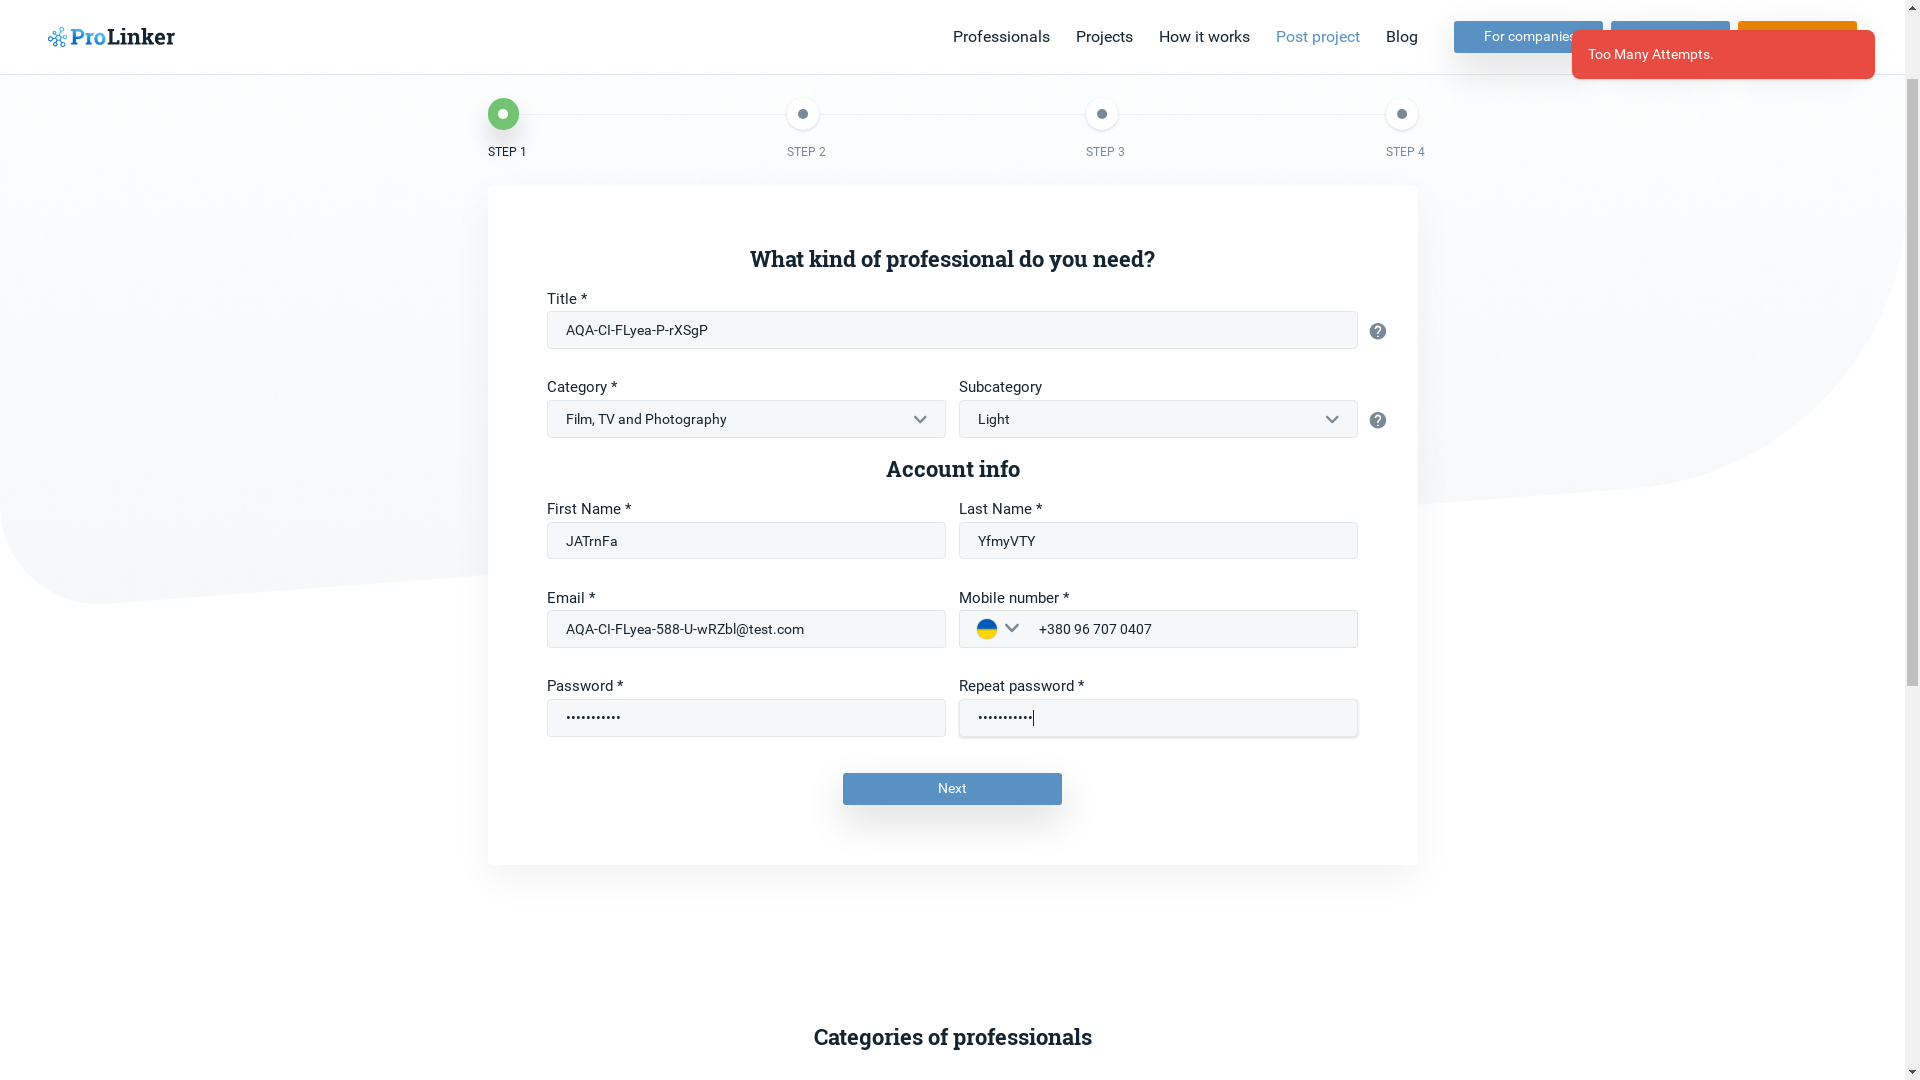 ProLinker
Professionals
Projects
How it works
Post project
Blog
For companies
Too Many Attempts.
STEP 1
STEP 2
STEP 3
STEP 4
What kind of professional do you need?
Title *
AQA-CI-FLyea-P-rXSgP
Category *
Subcategory
Film, TV and Photography
Light
Account info
First Name *
Last Name *
JATrnFa
YfmyVTY
Email *
Mobile number *
AQA-CI-FLyea-588-U-wRZbl@test.com
+380 96 707 0407
Password *
Repeat password *
•••••••••••
•••••••••••
Next
Categories of professionals